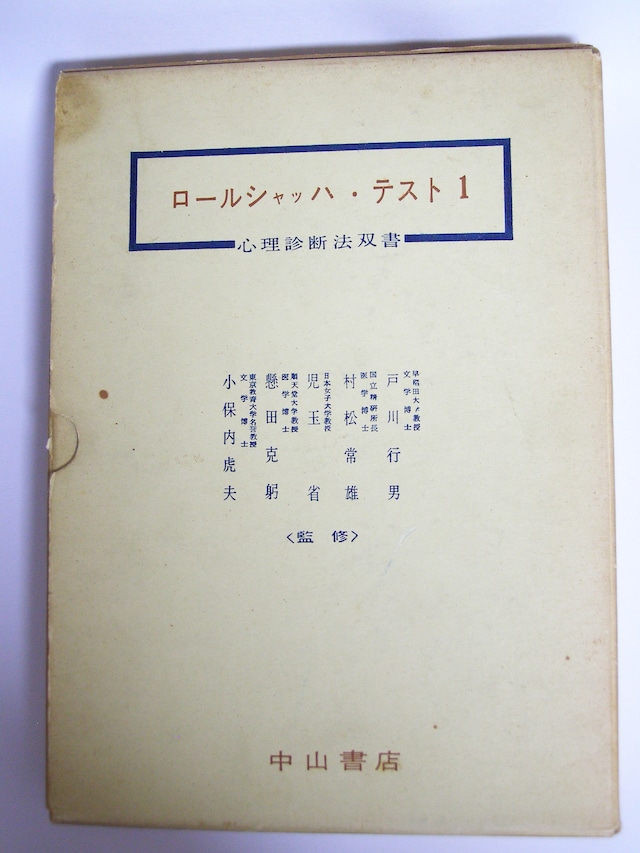 ロールシャッハ・テスト1
心理診断法双書
早稲田大学教授
文学博士
戸川行男
国立精研所長
医学博士
村松常雄
日本女子大学教授
児玉省
順天堂大学教授
医学博士
懸田克躬
東京教育大学名誉教授
文学博士
小保内虎夫
〈監修〉
中山書店